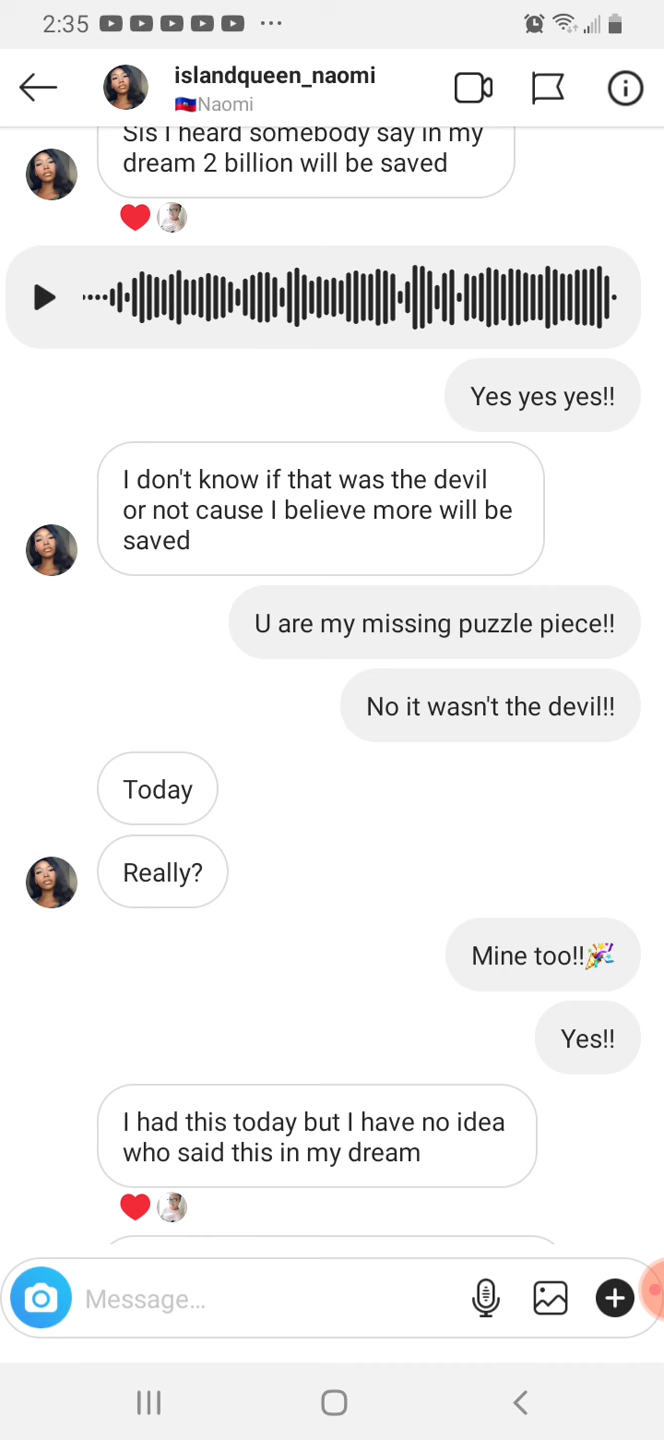 2:35
islandqueen_naomi
🇭🇹Naomi
Sis I heard somebody say in my
dream 2 billion will be saved
Yes yes yes!!
I don't know if that was the devil
or not cause I believe more will be
saved
U are my missing puzzle piece!!
No it wasn't the devil!!
Today
Really?
Mine too!!🎉
Yes!!
I had this today but I have no idea
who said this in my dream
Message...